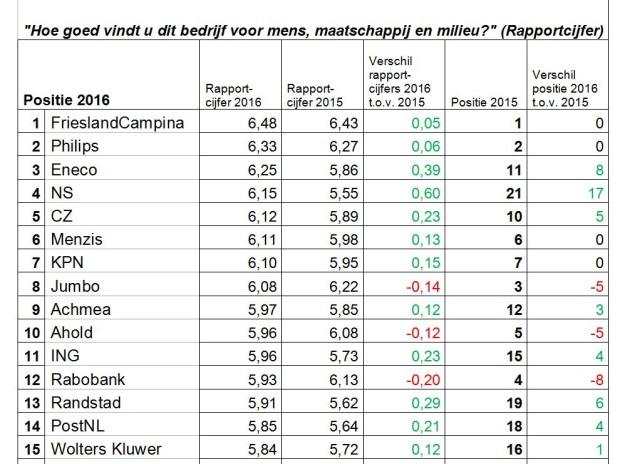 "Hoe goed vindt u dit bedrijf voor mens, maatschappij en milieu?" (Rapportcijfer)
Positie 2016 Rapport-cijfer 2016 Rapport-cijfer 2015 Verschil rapport-cijfers 2016 t.o.v. 2015 Positie 2015 Verschil positie 2016 t.o.v. 2015
1 FrieslandCampina 6,48 6,43 0,05 1 0
2 Philips 6,33 6,27 0,06 2 0
3 Eneco 6,25 5,86 0,39 11 8
4 NS 6,15 5,55 0,60 21 17
5 CZ 6,12 5,89 0,23 10 5
6 Menzis 6,11 5,98 0,13 6 0
7 KPN 6,10 5,95 0,15 7 0
8 Jumbo 6,08 6,22 -0,14 3 -5
9 Achmea 5,97 5,85 0,12 12 3
10 Ahold 5,96 6,08 -0,12 5 -5
11 ING 5,96 5,73 0,23 15 4
12 Rabobank 5,93 6,13 -0,20 4 -8
13 Randstad 5,91 5,62 0,29 19 6
14 PostNL 5,85 5,64 0,21 18 4
15 Wolters Kluwer 5,84 5,72 0,12 16 1